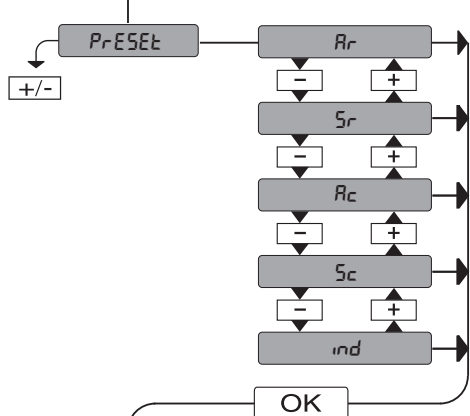 PrESEt Ar
+/- - +
Sr
- +
Ac
- +
Sc
- +
ind
OK